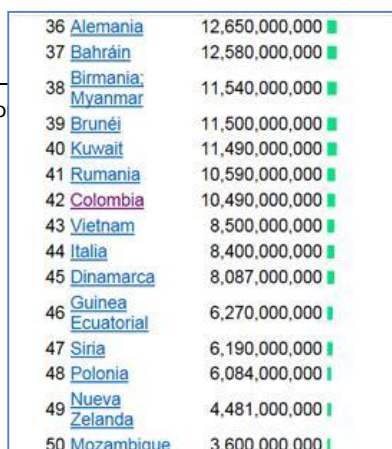 36 Alemania 12,650,000,000
37 Bahráin 12,580,000,000
38 Birmania; Myanmar 11,540,000,000
39 Brunéi 11,500,000,000
40 Kuwait 11,490,000,000
41 Rumania 10,590,000,000
42 Colombia 10,490,000,000
43 Vietnam 8,500,000,000
44 Italia 8,400,000,000
45 Dinamarca 8,087,000,000
46 Guinea Ecuatorial 6,270,000,000
47 Siria 6,190,000,000
48 Polonia 6,084,000,000
49 Nueva Zelanda 4,481,000,000
50 Mozambique 3,600,000,000